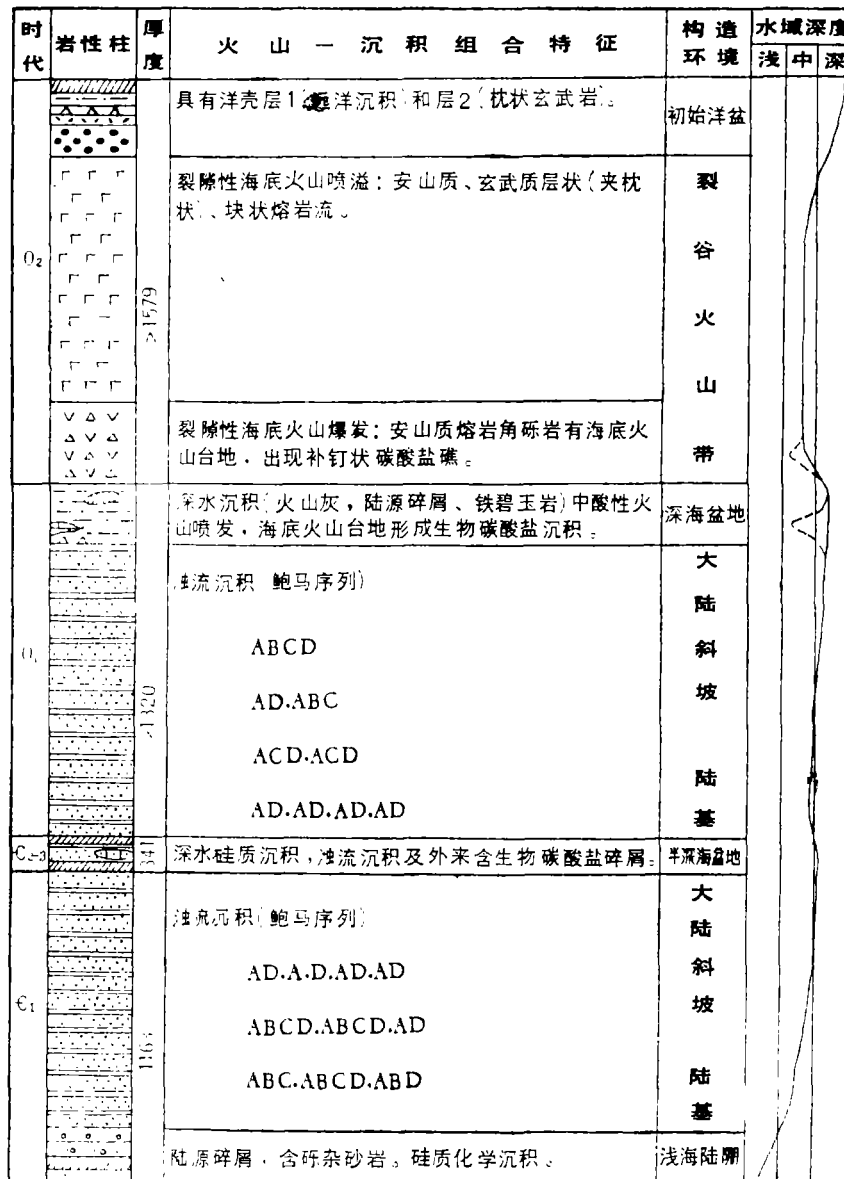 时代 岩性柱 厚度 火山—沉积组合特征 构造环境 水域深度
浅 中 深
具有洋壳层1(远洋沉积)和层2(枕状玄武岩)。
初始洋盆
O₂
>1579
裂隙性海底火山喷溢：安山质、玄武质层状(夹枕
状)、块状熔岩流。
裂谷火山带
裂隙性海底火山爆发：安山质熔岩角砾岩有海底火
山台地，出现补钉状碳酸盐礁。
深水沉积(火山灰，陆源碎屑、铁碧玉岩)中酸性火
山喷发，海底火山台地形成生物碳酸盐沉积。
深海盆地
>1320
浊流沉积 鲍马序列)
ABCD
AD.ABC
ACD.ACD
AD.AD.AD.AD
大陆斜坡 陆基
深水硅质沉积，浊流沉积及外来含生物碳酸盐碎屑。
半深海盆地
Є₁
浊流沉积(鲍马序列)
AD.A.D.AD.AD
ABCD.ABCD.AD
ABC.ABCD.ABD
大陆斜坡 陆基
陆源碎屑，含砾杂砂岩。硅质化学沉积。
浅海陆棚